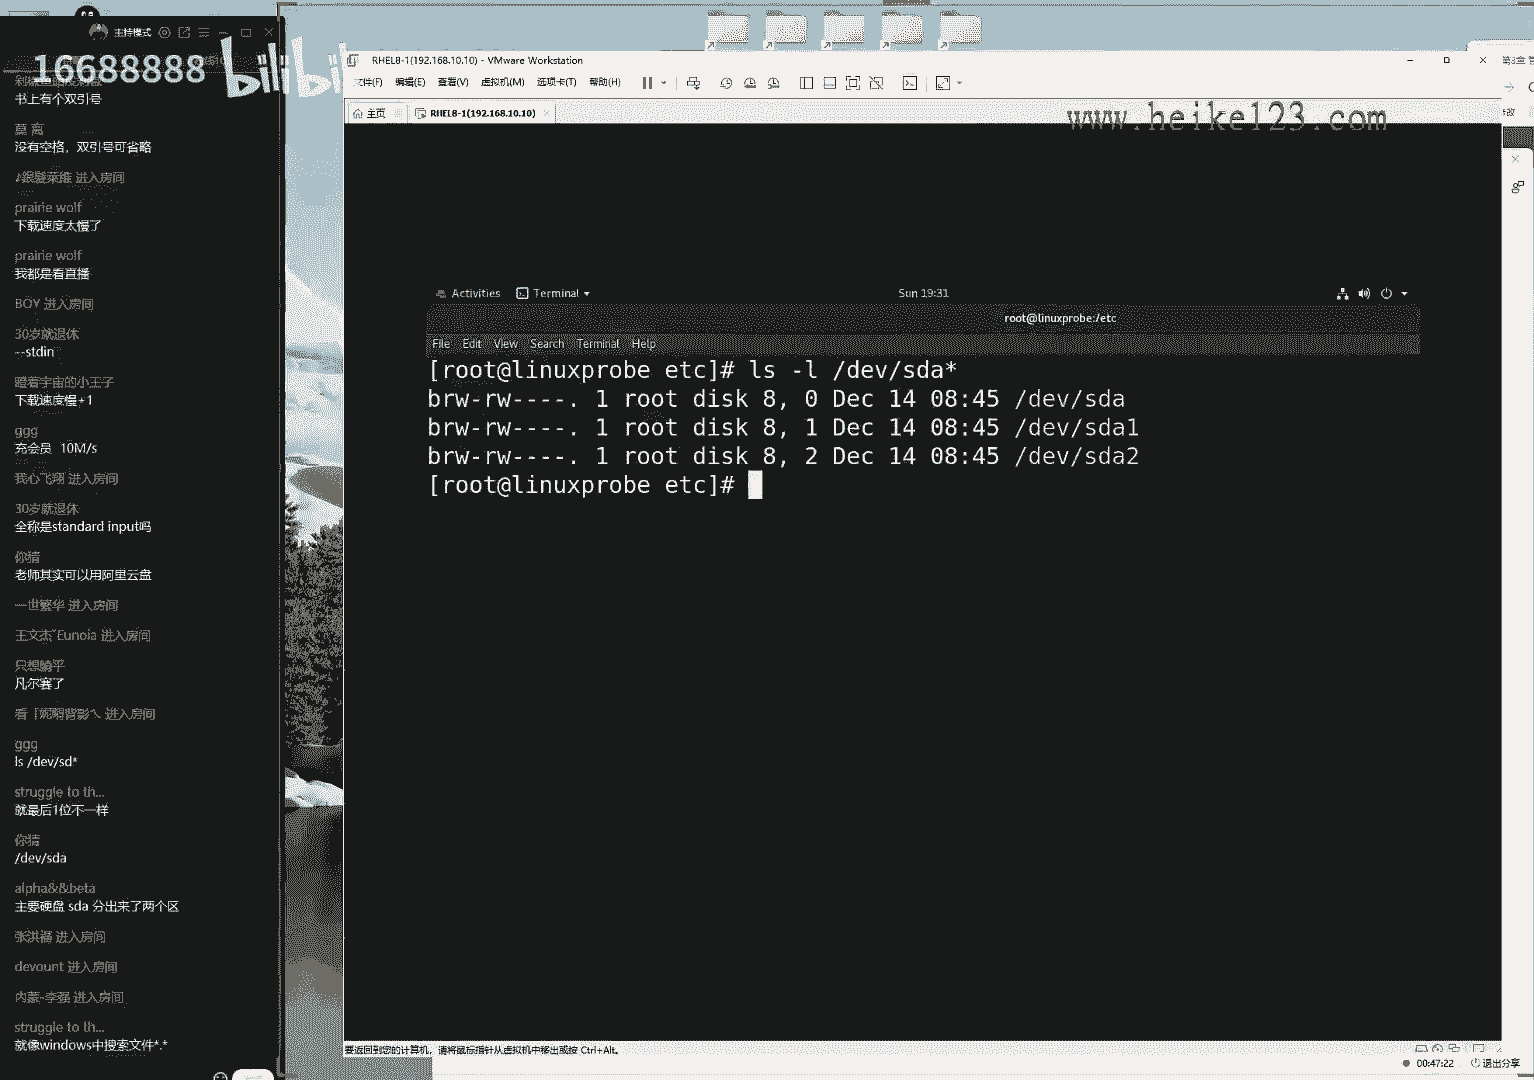 主持模式
16688888
bilibili
书上有个双引号
莫 离
没有空格，双引号可省略
进入房间
prairie wolf
下载速度太慢了
prairie wolf
我都是看直播
BOY 进入房间
30岁就退休
--stdin
瞪着宇宙的小王子
下载速度慢+1
ggg
充会员 10M/s
我心飞翔 进入房间
30岁就退休
全称是standard input吗
你猜
老师其实可以用阿里云盘
一世繁华 进入房间
王文杰˜Eunoia 进入房间
只想躺平
凡尔赛了
进入房间
ggg
ls /dev/sd*
struggle to th...
就最后1位不一样
你猜
/dev/sda
alpha&&beta
主要硬盘 sda 分出来了两个区
张洪福 进入房间
devount 进入房间
内蒙-李强 进入房间
struggle to th...
就像windows中搜索文件*.*
RHEL8-1(192.168.10.10) - VMware Workstation
文件(F) 编辑(E) 查看(V) 虚拟机(M) 选项卡(T) 帮助(H)
主页 RHEL8-1(192.168.10.10)
www.heike123.com
Activities Terminal Sun 19:31
root@linuxprobe:/etc
File Edit View Search Terminal Help
[root@linuxprobe etc]# ls -l /dev/sda*
brw-rw----. 1 root disk 8, 0 Dec 14 08:45 /dev/sda
brw-rw----. 1 root disk 8, 1 Dec 14 08:45 /dev/sda1
brw-rw----. 1 root disk 8, 2 Dec 14 08:45 /dev/sda2
[root@linuxprobe etc]#
要返回到您的计算机，请将鼠标指针从虚拟机中移出或按 Ctrl+Alt。
00:47:22 退出分享